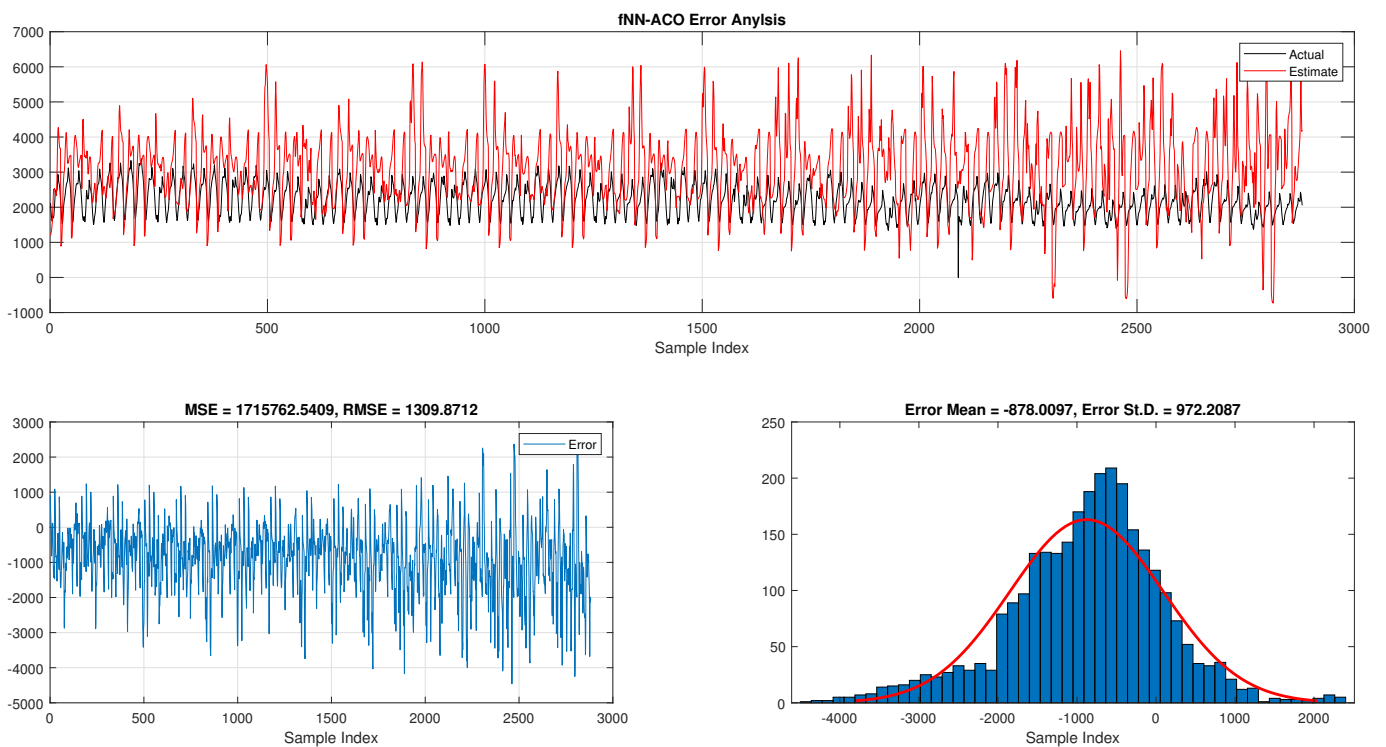 fNN-ACO Error Anylsis
7000
6000
5000
4000
3000
2000
1000
0
-1000
Actual
Estimate
0 500 1000 1500 2000 2500 3000
Sample Index
MSE = 1715762.5409, RMSE = 1309.8712
3000
2000
1000
0
-1000
-2000
-3000
-4000
-5000
Error
0 500 1000 1500 2000 2500 3000
Sample Index
Error Mean = -878.0097, Error St.D. = 972.2087
250
200
150
100
50
0
-4000 -3000 -2000 -1000 0 1000 2000
Sample Index